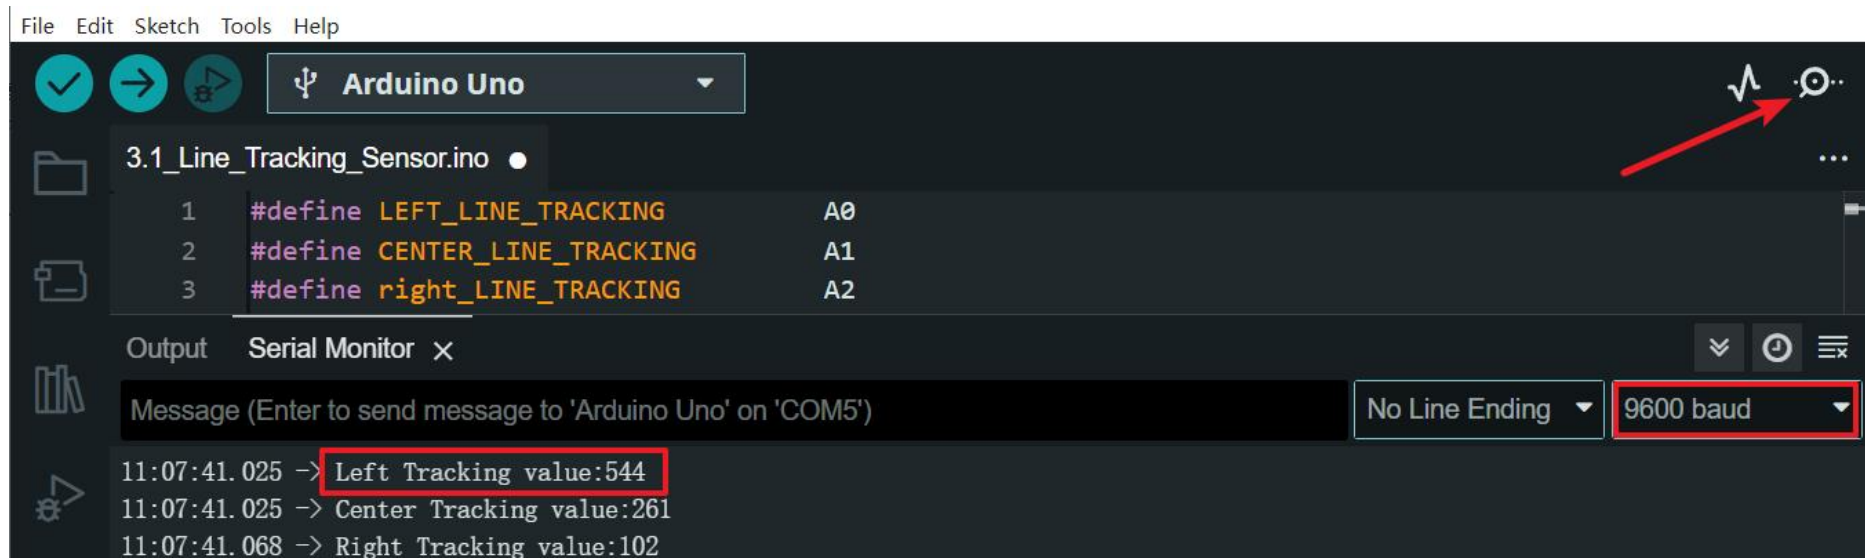 File Edit Sketch Tools Help
Arduino Uno
3.1_Line_Tracking_Sensor.ino
1 #define LEFT_LINE_TRACKING A0
2 #define CENTER_LINE_TRACKING A1
3 #define right_LINE_TRACKING A2
Output Serial Monitor
Message (Enter to send message to 'Arduino Uno' on 'COM5') No Line Ending 9600 baud
11:07:41.025 -> Left Tracking value:544
11:07:41.025 -> Center Tracking value:261
11:07:41.068 -> Right Tracking value:102